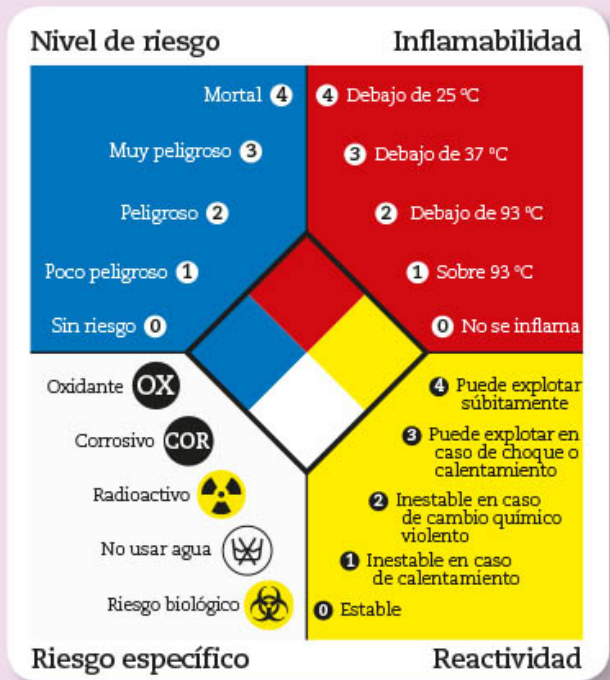 Nivel de riesgo
Inflamabilidad
Mortal 4
Muy peligroso 3
Peligroso 2
Poco peligroso 1
Sin riesgo 0
4 Debajo de 25 ºC
3 Debajo de 37 ºC
2 Debajo de 93 ºC
1 Sobre 93 ºC
0 No se inflama
Oxidante OX
Corrosivo COR
Radioactivo
No usar agua W
Riesgo biológico
4 Puede explotar
súbitamente
3 Puede explotar en
caso de choque o
calentamiento
2 Inestable en caso
de cambio químico
violento
1 Inestable en caso
de calentamiento
0 Estable
Riesgo específico
Reactividad